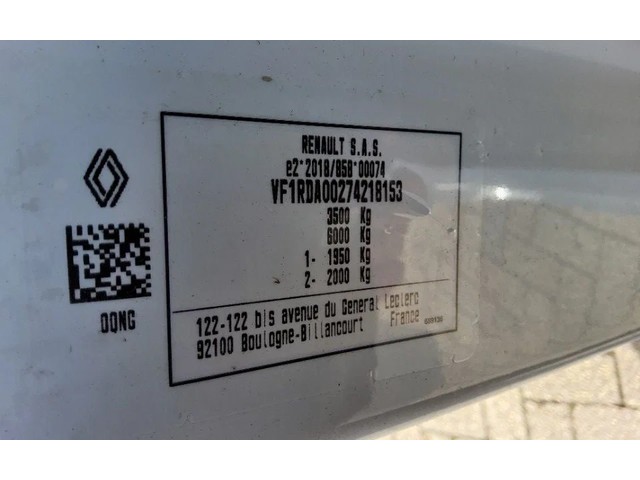 RENAULT S.A.S.
e2*2018/858*00074
VF1RDA00274218153
3500 Kg
6000 Kg
1- 1950 Kg
2- 2000 Kg
122-122 bis avenue du General Leclerc
92100 Boulogne-Billancourt France
00NG